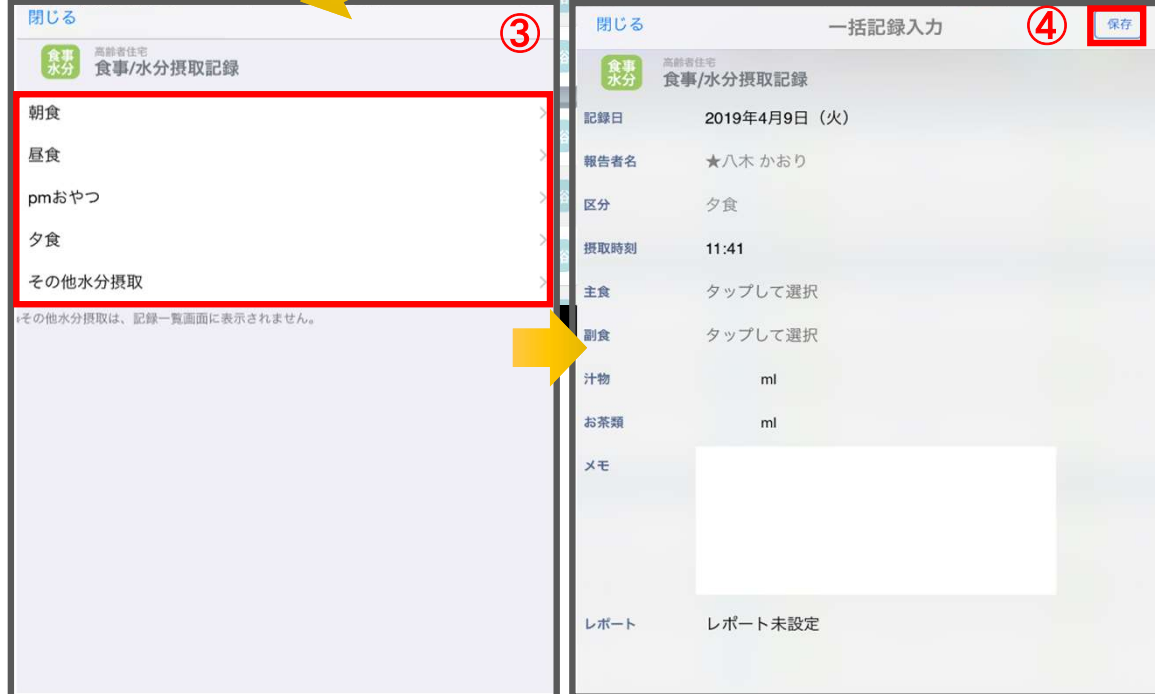 閉じる
③
食事
水分
高齢者住宅
食事/水分摂取記録
朝食
昼食
pmおやつ
夕食
その他水分摂取
その他水分摂取は、記録一覧画面に表示されません。
閉じる
一括記録入力
④
保存
食事
水分
高齢者住宅
食事/水分摂取記録
記録日 2019年4月9日（火）
報告者名 ★八木 かおり
区分 夕食
摂取時刻 11:41
主食 タップして選択
副食 タップして選択
汁物 ml
お茶類 ml
メモ
レポート レポート未設定